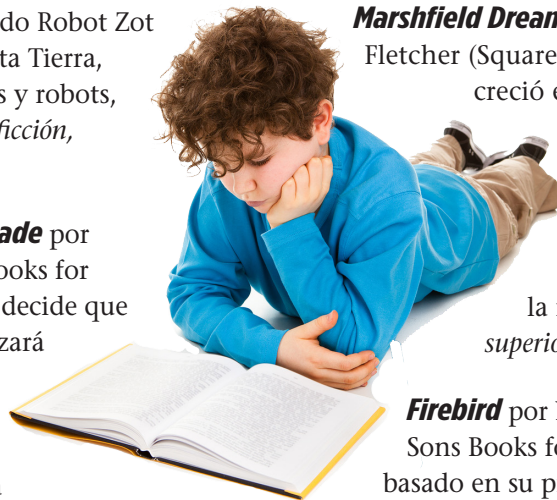 do Robot Zot
ta Tierra,
s y robots,
ficción,
ade por
ooks for
decide que
zará
Marshfield Dream
Fletcher (Square
creció e
la
superio
Firebird por
Sons Books fo
basado en su p